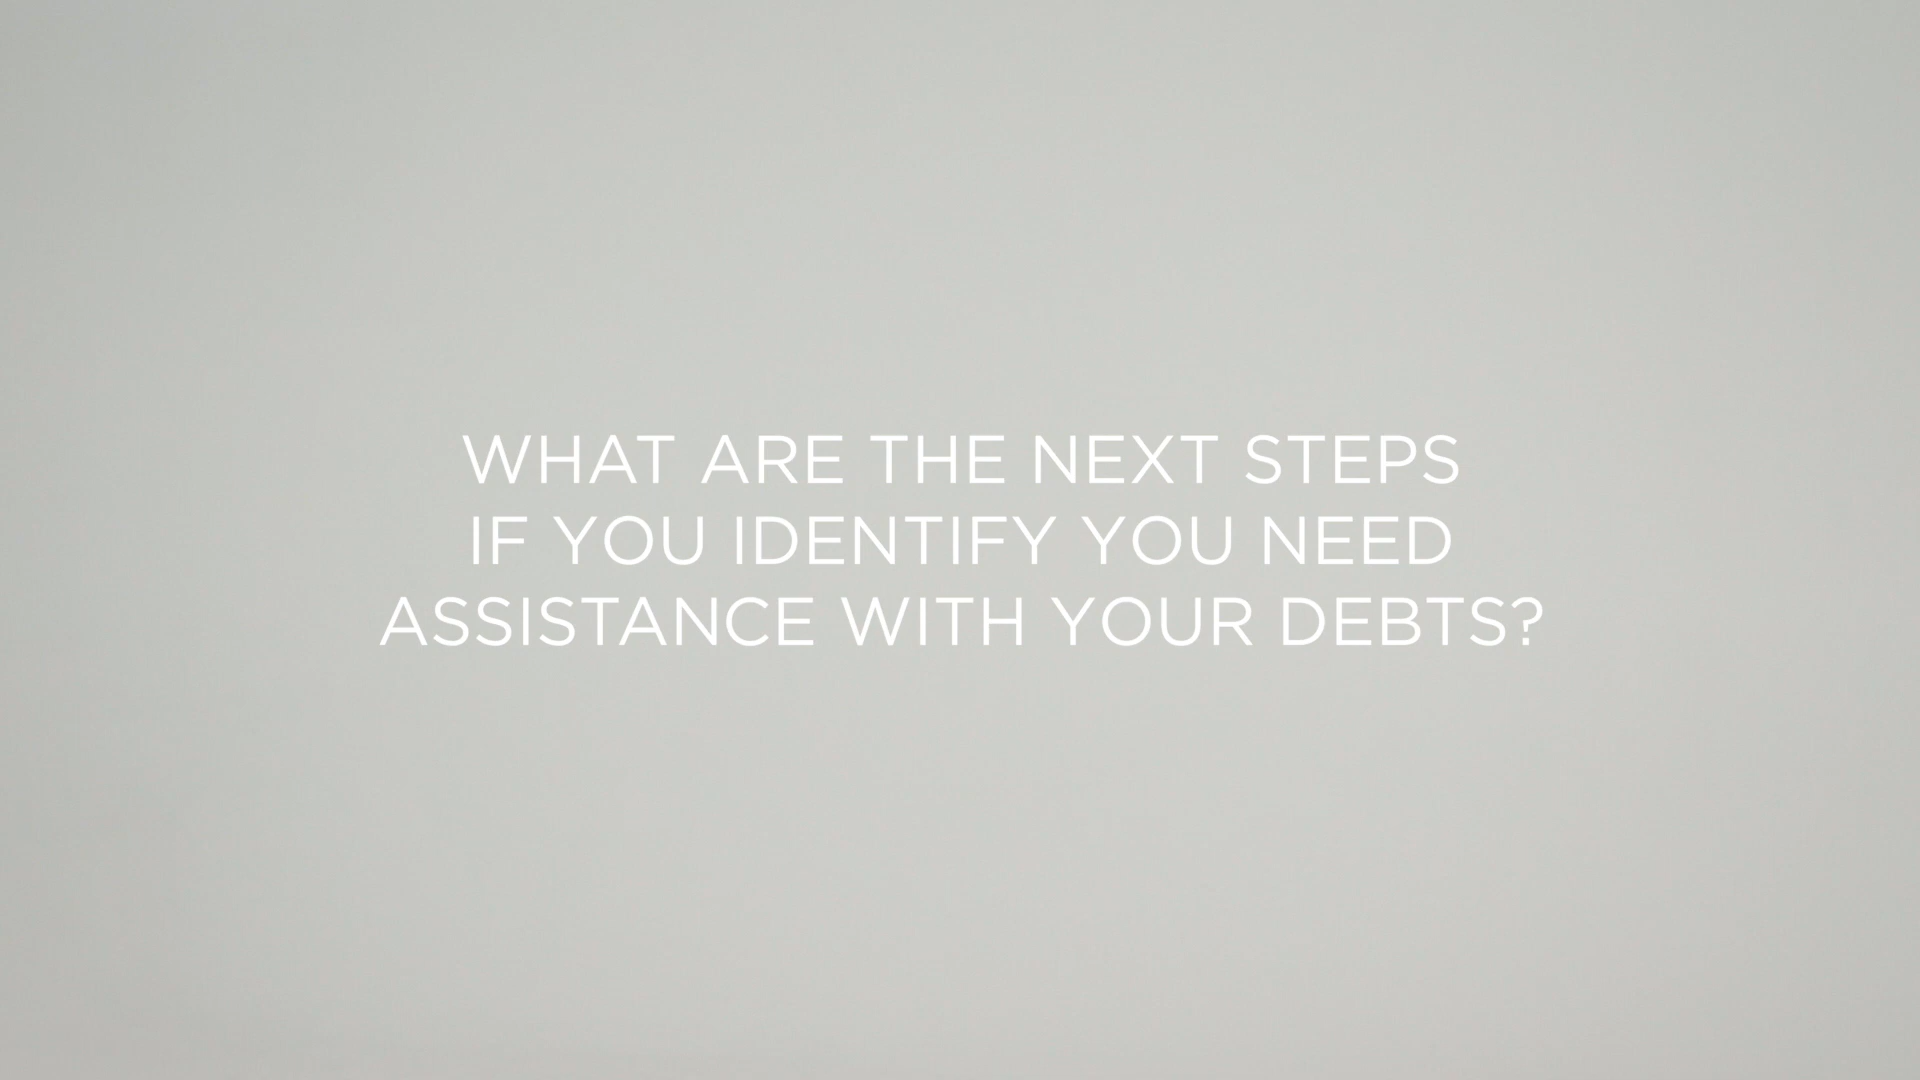 WHAT ARE THE NEXT STEPS
IF YOU IDENTIFY YOU NEED
ASSISTANCE WITH YOUR DEBTS?